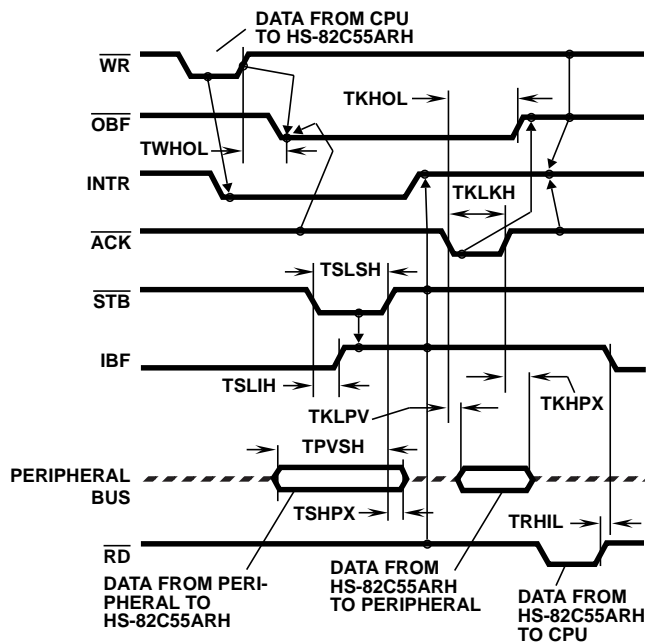 DATA FROM CPU
TO HS-82C55ARH
WR
TKHOL
OBF
TWHOL
INTR
TKLKH
ACK
TSLSH
STB
IBF
TSLIH
TKLPV
TKHPX
TPVSH
PERIPHERAL
BUS
TSHPX
TRHIL
RD
DATA FROM PERI-
PHERAL TO
HS-82C55ARH
DATA FROM
HS-82C55ARH
TO PERIPHERAL
DATA FROM
HS-82C55ARH
TO CPU